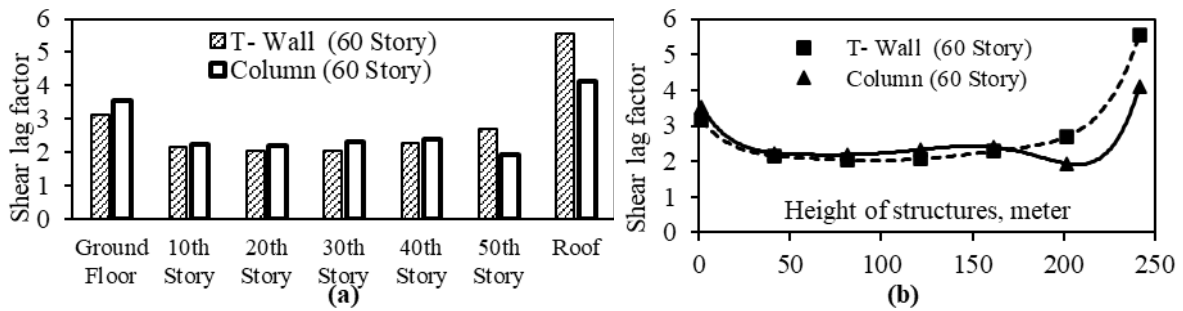 6
5
4
3
2
1
0
Shear lag factor
T- Wall (60 Story)
Column (60 Story)
Ground Floor
10th Story
20th Story
30th Story
40th Story
50th Story
Roof
(a)
6
5
4
3
2
1
0
Shear lag factor
T- Wall (60 Story)
Column (60 Story)
Height of structures, meter
0 50 100 150 200 250
(b)